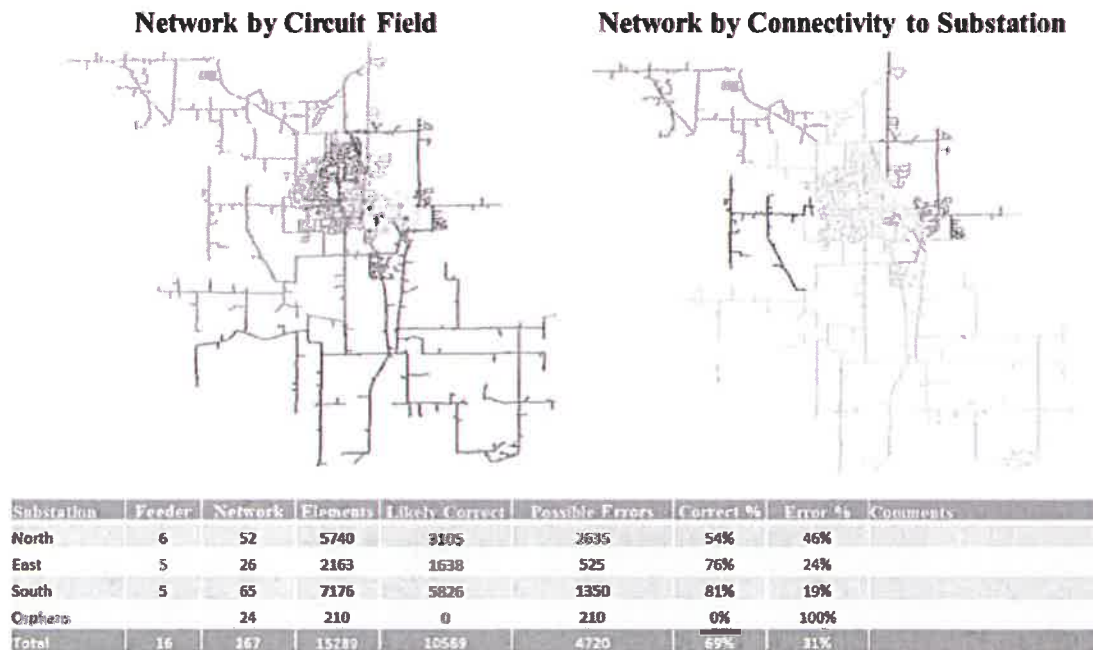 Network by Circuit Field
Network by Connectivity to Substation
Substation Feeder Network Elements Likely Correct Possible Errors Correct % Error % Comments
North 6 52 5740 3105 2635 54% 46%
East 5 26 2163 1638 525 76% 24%
South 5 65 7176 5826 1350 81% 19%
Orphans 24 210 0 210 0% 100%
Total 16 167 15289 10569 4720 69% 31%